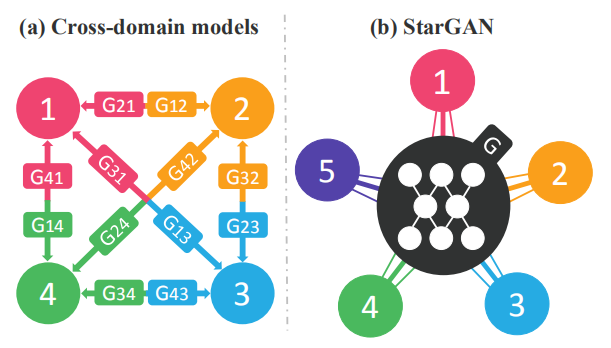 (a) Cross-domain models
1
G21
G12
2
G41
G31
G42
G32
G14
G24
G13
G23
4
G34
G43
3
(b) StarGAN
1
G
5
2
4
3